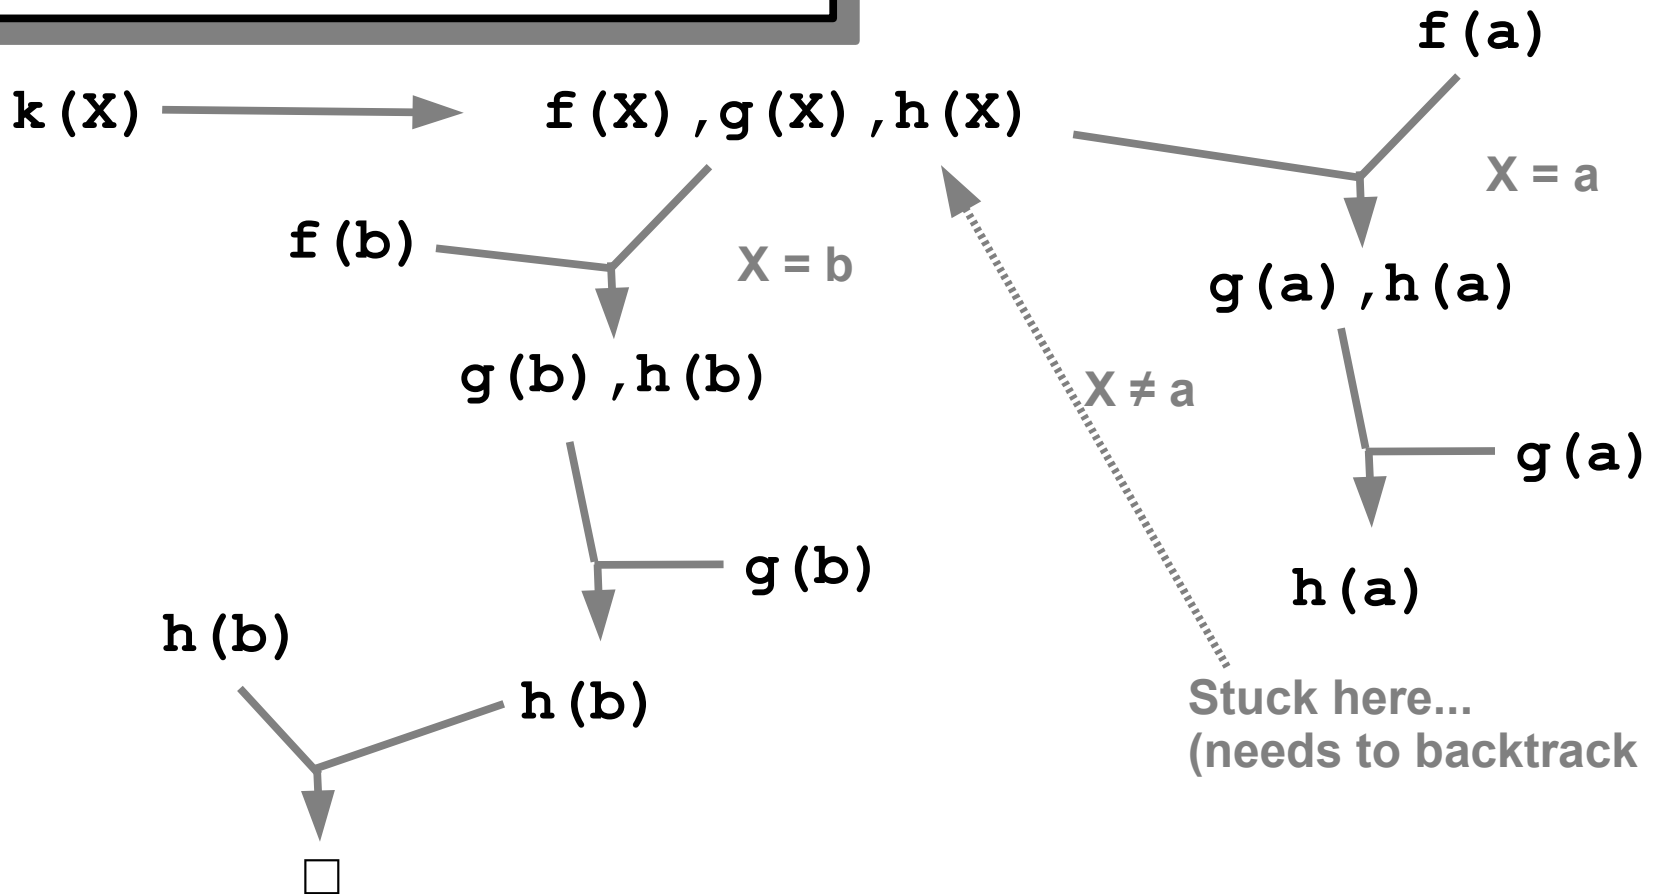 f(a)
k(X)
f(X),g(X),h(X)
X = a
f(b)
X = b
g(a),h(a)
g(b),h(b)
X ≠ a
g(a)
g(b)
h(a)
h(b)
h(b)
Stuck here...
(needs to backtrack